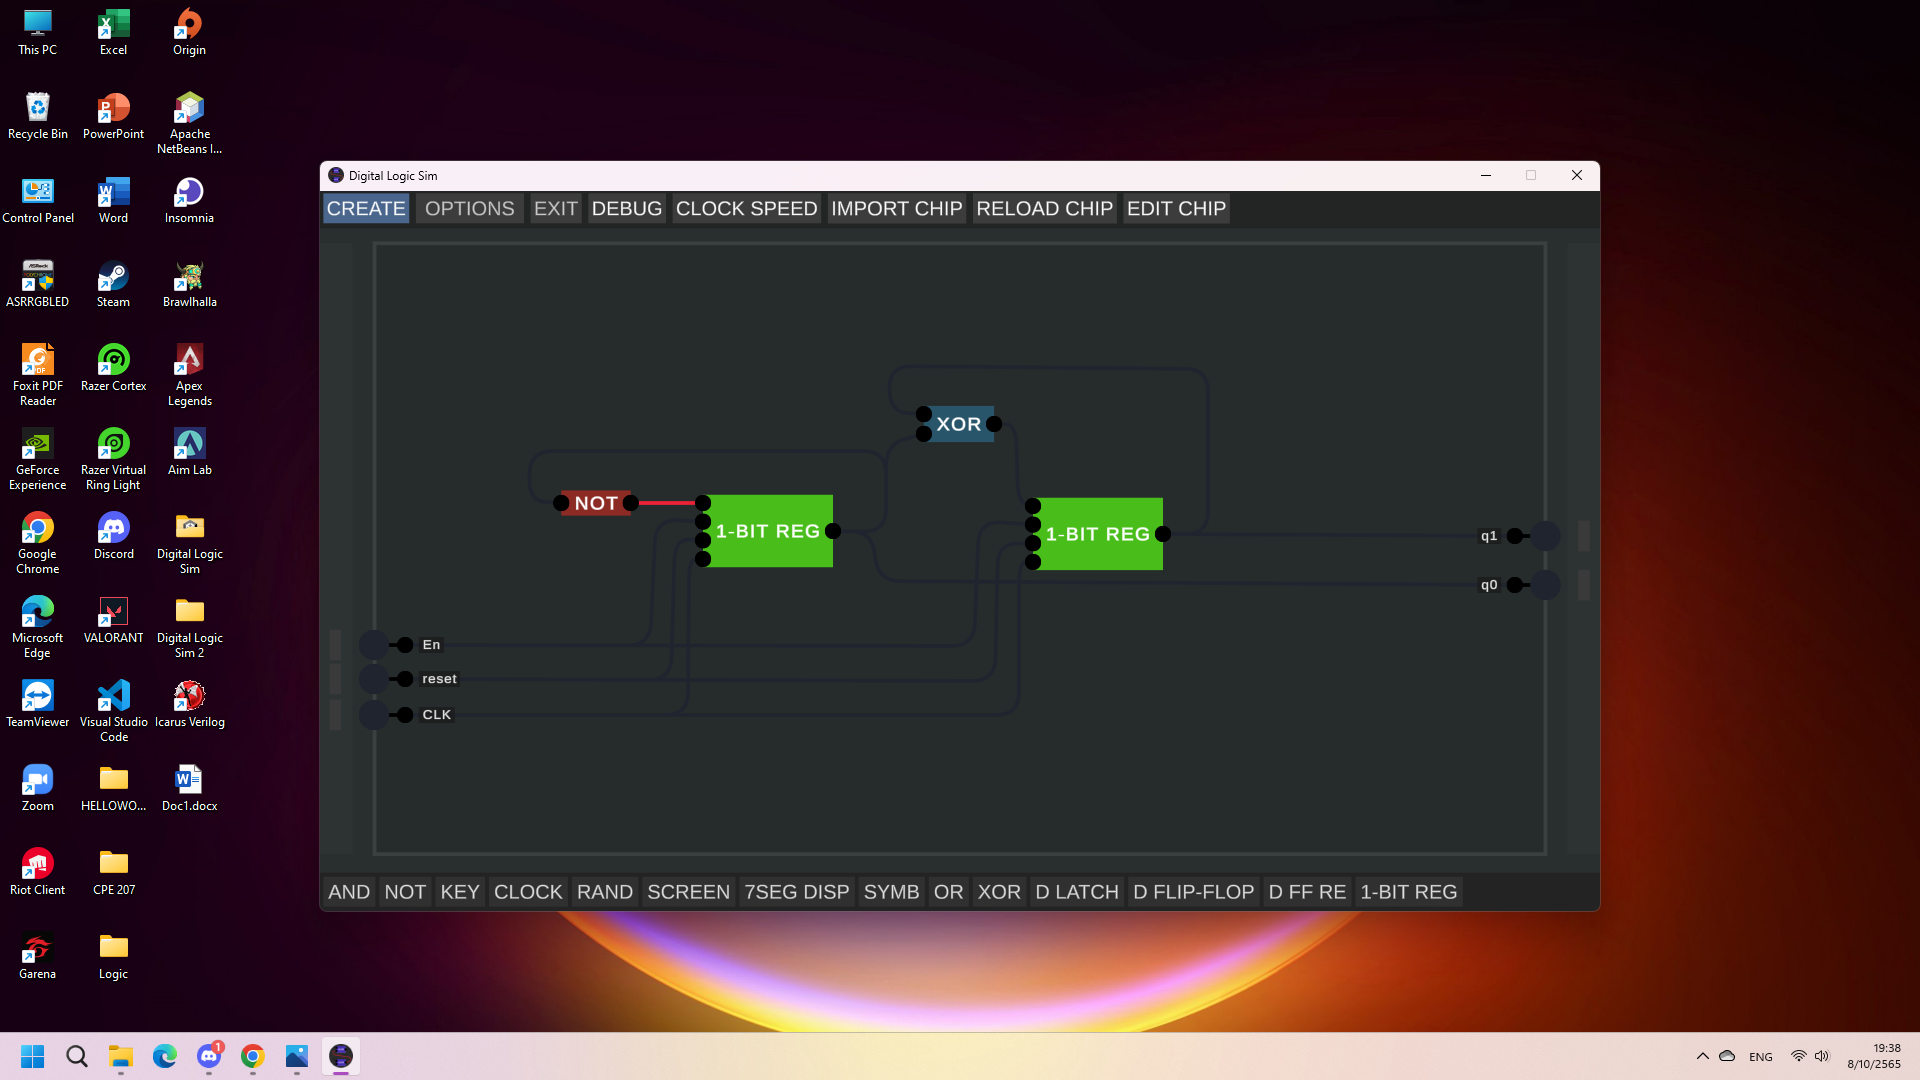 This PC
Excel
Origin
Recycle Bin
PowerPoint
Apache
NetBeans I...
Control Panel
Word
Insomnia
ASRRGBLED
Steam
Brawlhalla
Foxit PDF
Reader
Razer Cortex
Apex
Legends
GeForce
Experience
Razer Virtual
Ring Light
Aim Lab
Google
Chrome
Discord
Digital Logic
Sim
Microsoft
Edge
VALORANT
Digital Logic
Sim 2
TeamViewer
Visual Studio
Code
Icarus Verilog
Zoom
HELLOWO...
Doc1.docx
Riot Client
CPE 207
Garena
Logic
Digital Logic Sim
CREATE OPTIONS EXIT DEBUG CLOCK SPEED IMPORT CHIP RELOAD CHIP EDIT CHIP
XOR
NOT
1-BIT REG
1-BIT REG
q1
q0
En
reset
CLK
AND NOT KEY CLOCK RAND SCREEN 7SEG DISP SYMB OR XOR D LATCH D FLIP-FLOP D FF RE 1-BIT REG
1
ENG
19:38
8/10/2565